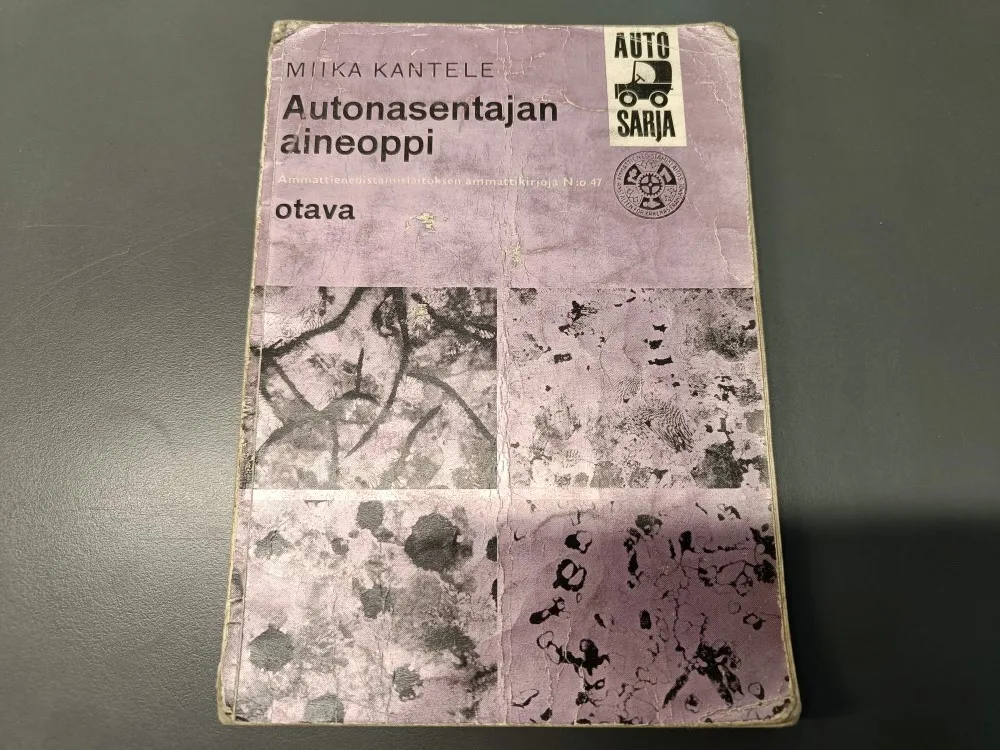 MIIKA KANTELE
Autonasentajan
aineoppi
Ammattienedistämislaitoksen ammattikirjoja N:o 47
otava
AUTO
SARJA